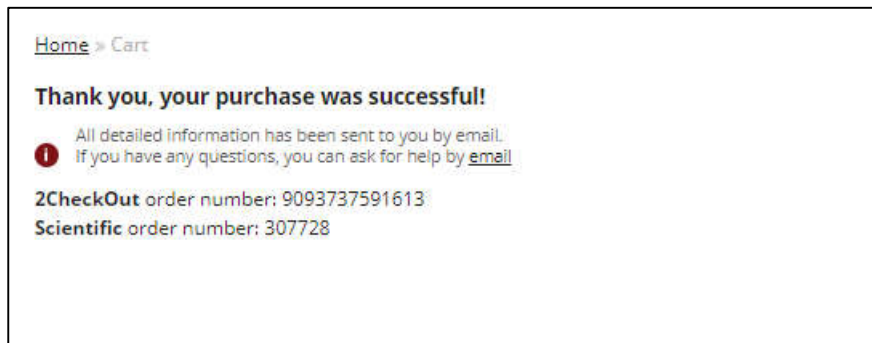 Home » Cart
Thank you, your purchase was successful!
All detailed information has been sent to you by email.
If you have any questions, you can ask for help by email
2CheckOut order number: 9093737591613
Scientific order number: 307728